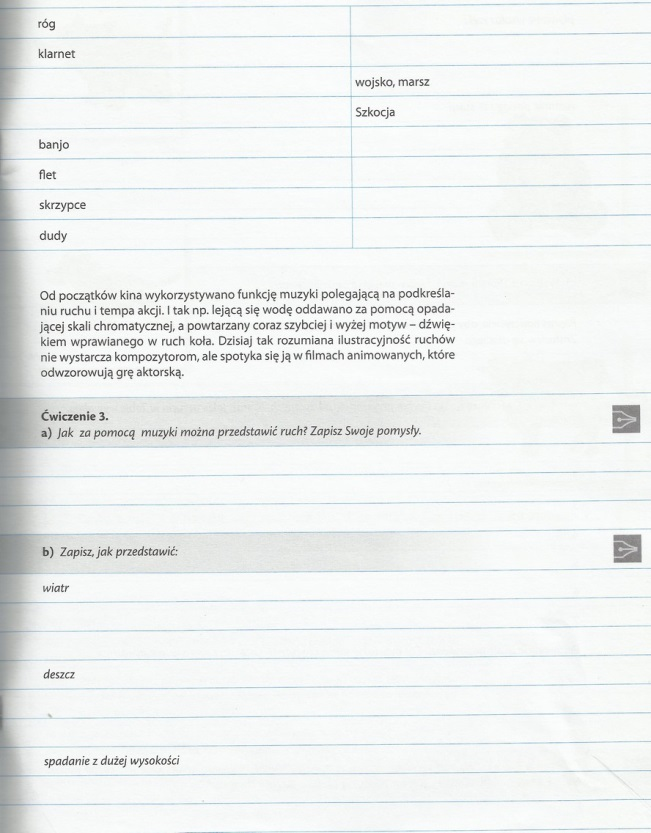 róg
klarnet
wojsko, marsz
Szkocja
banjo
flet
skrzypce
dudy
Od początków kina wykorzystywano funkcję muzyki polegającą na podkreśla-
niu ruchu i tempa akcji. I tak np. lejącą się wodę oddawano za pomocą opada-
jącej skali chromatycznej, a powtarzany coraz szybciej i wyżej motyw – dźwię-
kiem wprawianego w ruch koła. Dzisiaj tak rozumiana ilustracyjność ruchów
nie wystarcza kompozytorom, ale spotyka się ją w filmach animowanych, które
odwzorowują grę aktorską.
Ćwiczenie 3.
a) Jak za pomocą muzyki można przedstawić ruch? Zapisz Swoje pomysły.
b) Zapisz, jak przedstawić:
wiatr
deszcz
spadanie z dużej wysokości